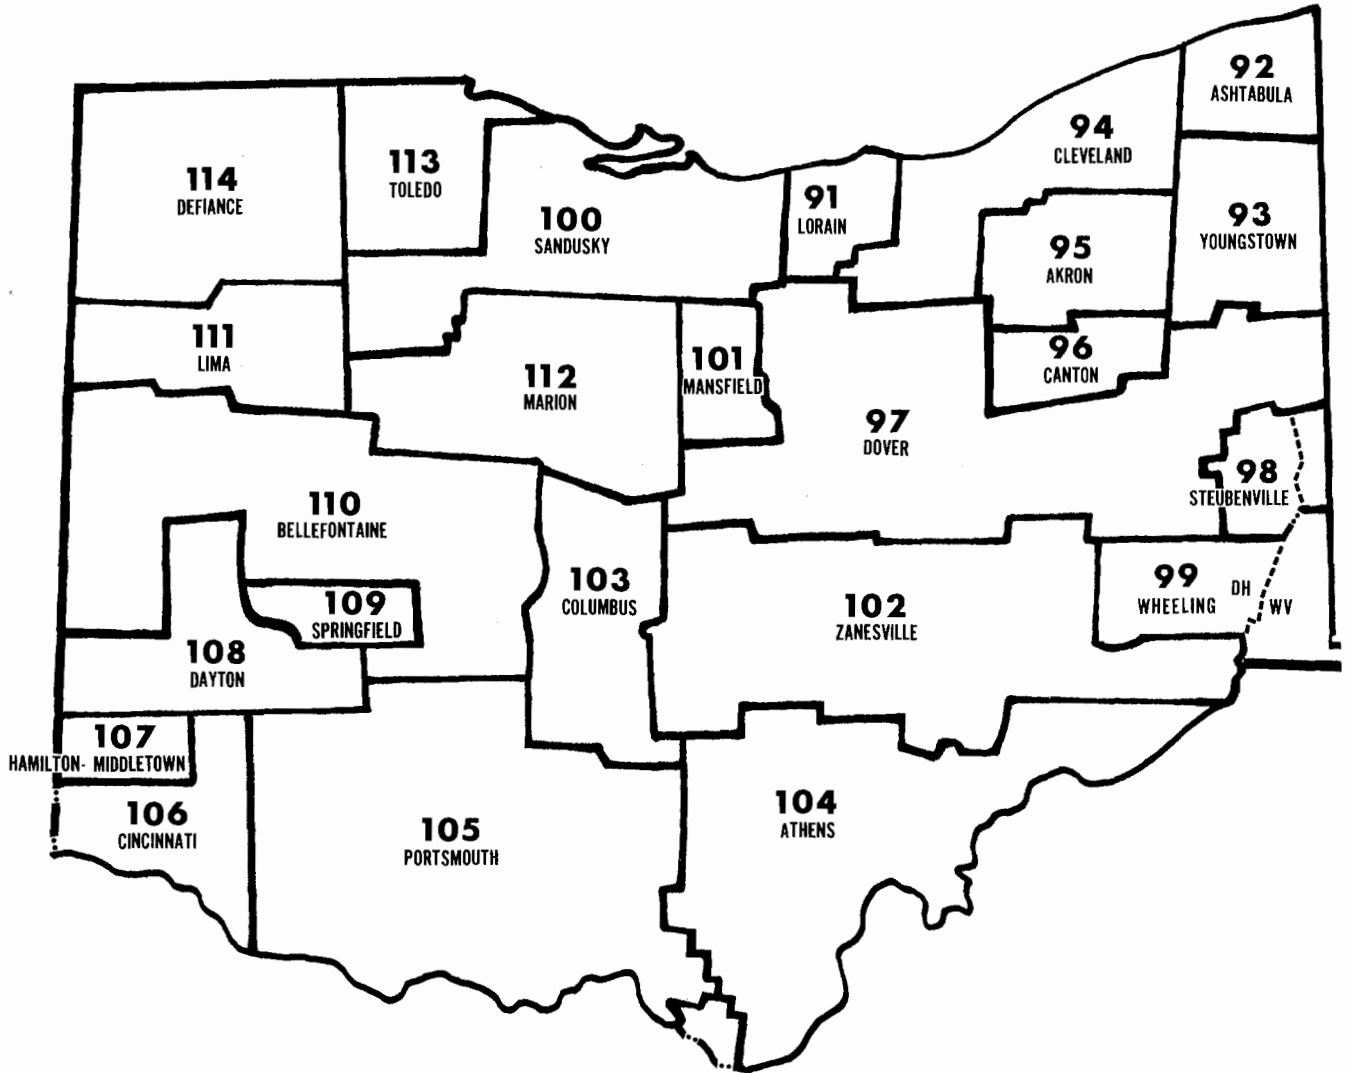 92
ASHTABULA
94
CLEVELAND
113
TOLEDO
114
DEFIANCE
91
LORAIN
100
SANDUSKY
93
YOUNGSTOWN
95
AKRON
111
LIMA
96
CANTON
101
MANSFIELD
112
MARION
97
DOVER
98
STEUBENVILLE
110
BELLEFONTAINE
103
COLUMBUS
99
WHEELING
OH
WV
109
SPRINGFIELD
102
ZANESVILLE
108
DAYTON
107
HAMILTON- MIDDLETOWN
106
CINCINNATI
104
ATHENS
105
PORTSMOUTH